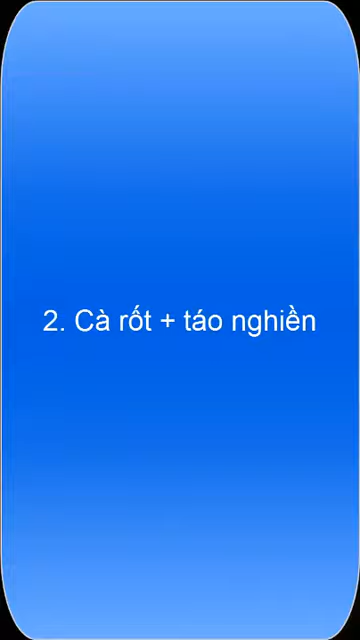 2. Cà rốt + táo nghiền